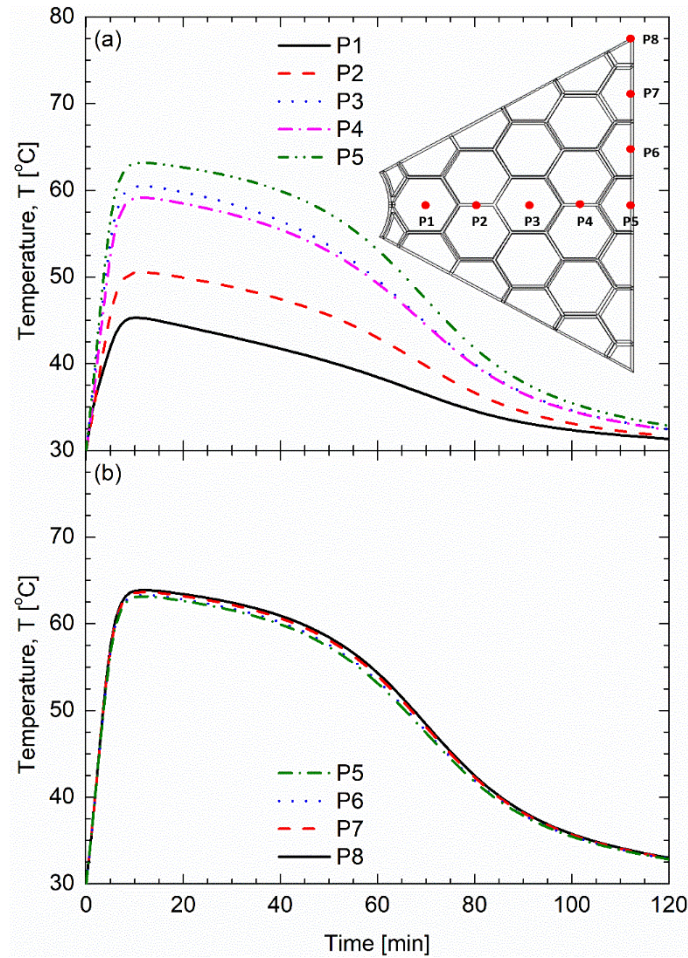 80
(a)
P1
P2
P3
P4
P5
P8
P7
P6
P1 P2 P3 P4 P5
70
60
50
40
30
Temperature, T [°C]
(b)
70
60
50
40
30
Temperature, T [°C]
P5
P6
P7
P8
0 20 40 60 80 100 120
Time [min]